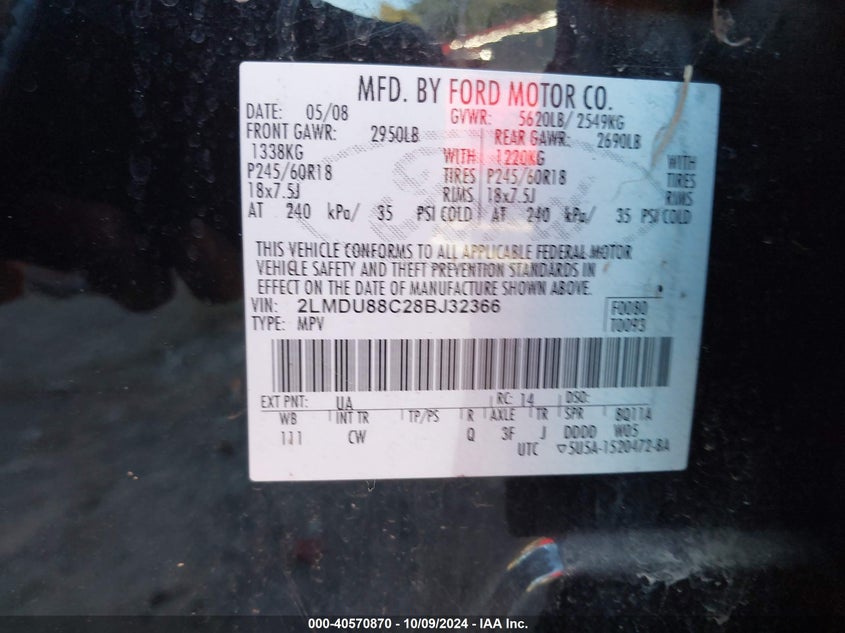 MFD. BY FORD MOTOR CO.
DATE: 05/08 GVWR: 5620LB/ 2549KG
FRONT GAWR: 2950LB REAR GAWR: 2690LB
1338KG WITH 1220KG WITH
P245/60R18 TIRES P245/60R18 TIRES
18x7.5J RIMS 18x7.5J RIMS
AT 240 kPa/ 35 PSI COLD AT 240 kPa/ 35 PSI COLD
THIS VEHICLE CONFORMS TO ALL APPLICABLE FEDERAL MOTOR
VEHICLE SAFETY AND THEFT PREVENTION STANDARDS IN
EFFECT ON THE DATE OF MANUFACTURE SHOWN ABOVE.
VIN: 2LMDU88C28BJ32366 F0080
TYPE: MPV T0093
EXT PNT: UA RC: 14 DSO:
WB INT TR TP/PS R AXLE TR SPR 8Q11A
111 CW Q 3F J DDDD W05
UTC 5U5A-1520472-BA
000-40570870 - 10/09/2024 - IAA Inc.